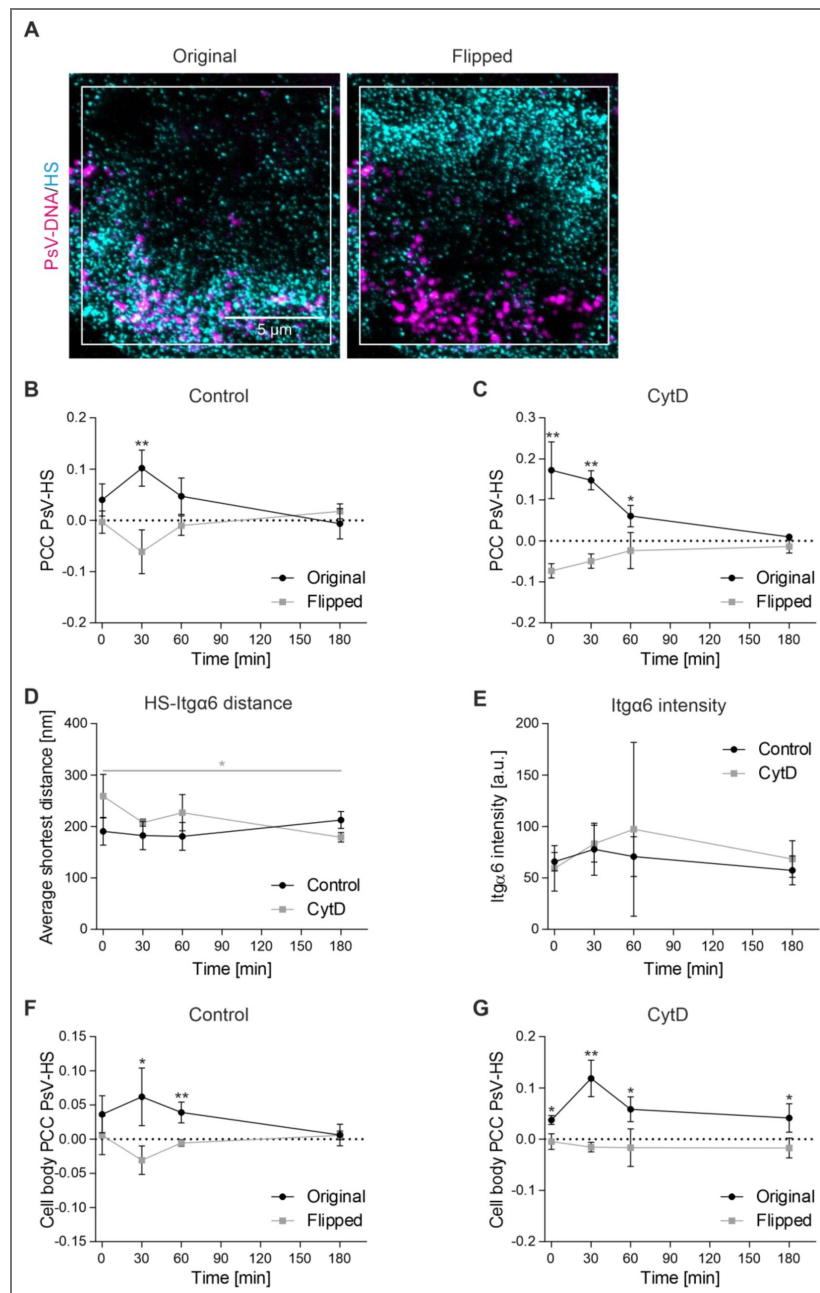 A
Original
Flipped
PsV-DNA/HS
5 µm
B
Control
PCC PsV-HS
0.2
0.1
0.0
-0.1
-0.2
**
Original
Flipped
0 30 60 90 120 150 180
Time [min]
C
CytD
PCC PsV-HS
0.3
0.2
0.1
0.0
-0.1
-0.2
** ** *
Original
Flipped
0 30 60 90 120 150 180
Time [min]
D
HS-Itgα6 distance
Average shortest distance [nm]
400
300
200
100
0
*
Control
CytD
0 30 60 90 120 150 180
Time [min]
E
Itgα6 intensity
Itgα6 intensity [a.u.]
200
150
100
50
0
Control
CytD
0 30 60 90 120 150 180
Time [min]
F
Control
Cell body PCC PsV-HS
0.15
0.10
0.05
0.00
-0.05
-0.10
-0.15
* **
Original
Flipped
0 30 60 90 120 150 180
Time [min]
G
CytD
Cell body PCC PsV-HS
0.2
0.1
0.0
-0.1
-0.2
* ** * *
Original
Flipped
0 30 60 90 120 150 180
Time [min]